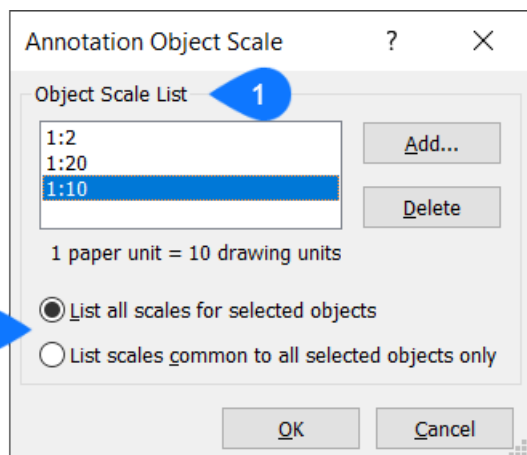 Annotation Object Scale ? ×
Object Scale List 1
1:2
1:20
1:10
Add...
Delete
1 paper unit = 10 drawing units
List all scales for selected objects
List scales common to all selected objects only
OK Cancel